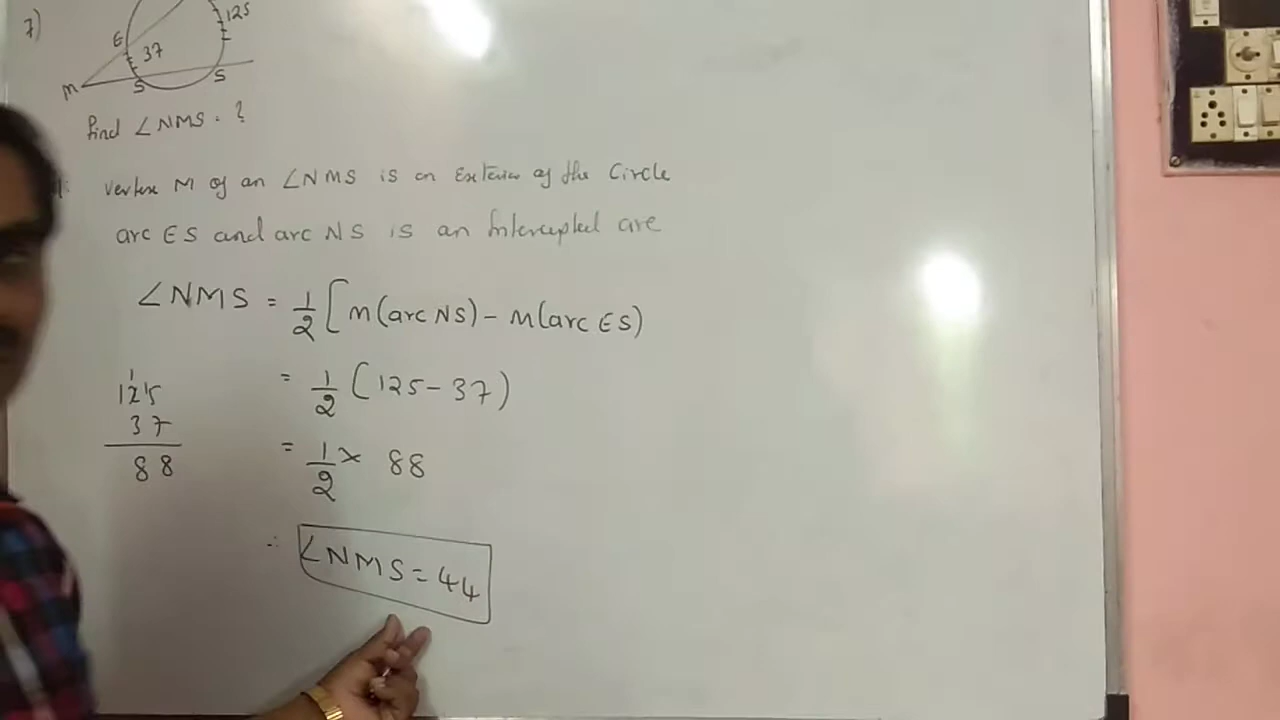 7)
125
E
37
M
S
S
find ∠NMS = ?
vertex M of an ∠NMS is on Exterior of the Circle
arc ES and arc NS is an Intercepted arc
∠NMS = 1/2 [m(arc NS) - m(arc ES)
= 1/2 (125 - 37)
1
125
37
88
= 1/2 × 88
∴ ∠NMS = 44